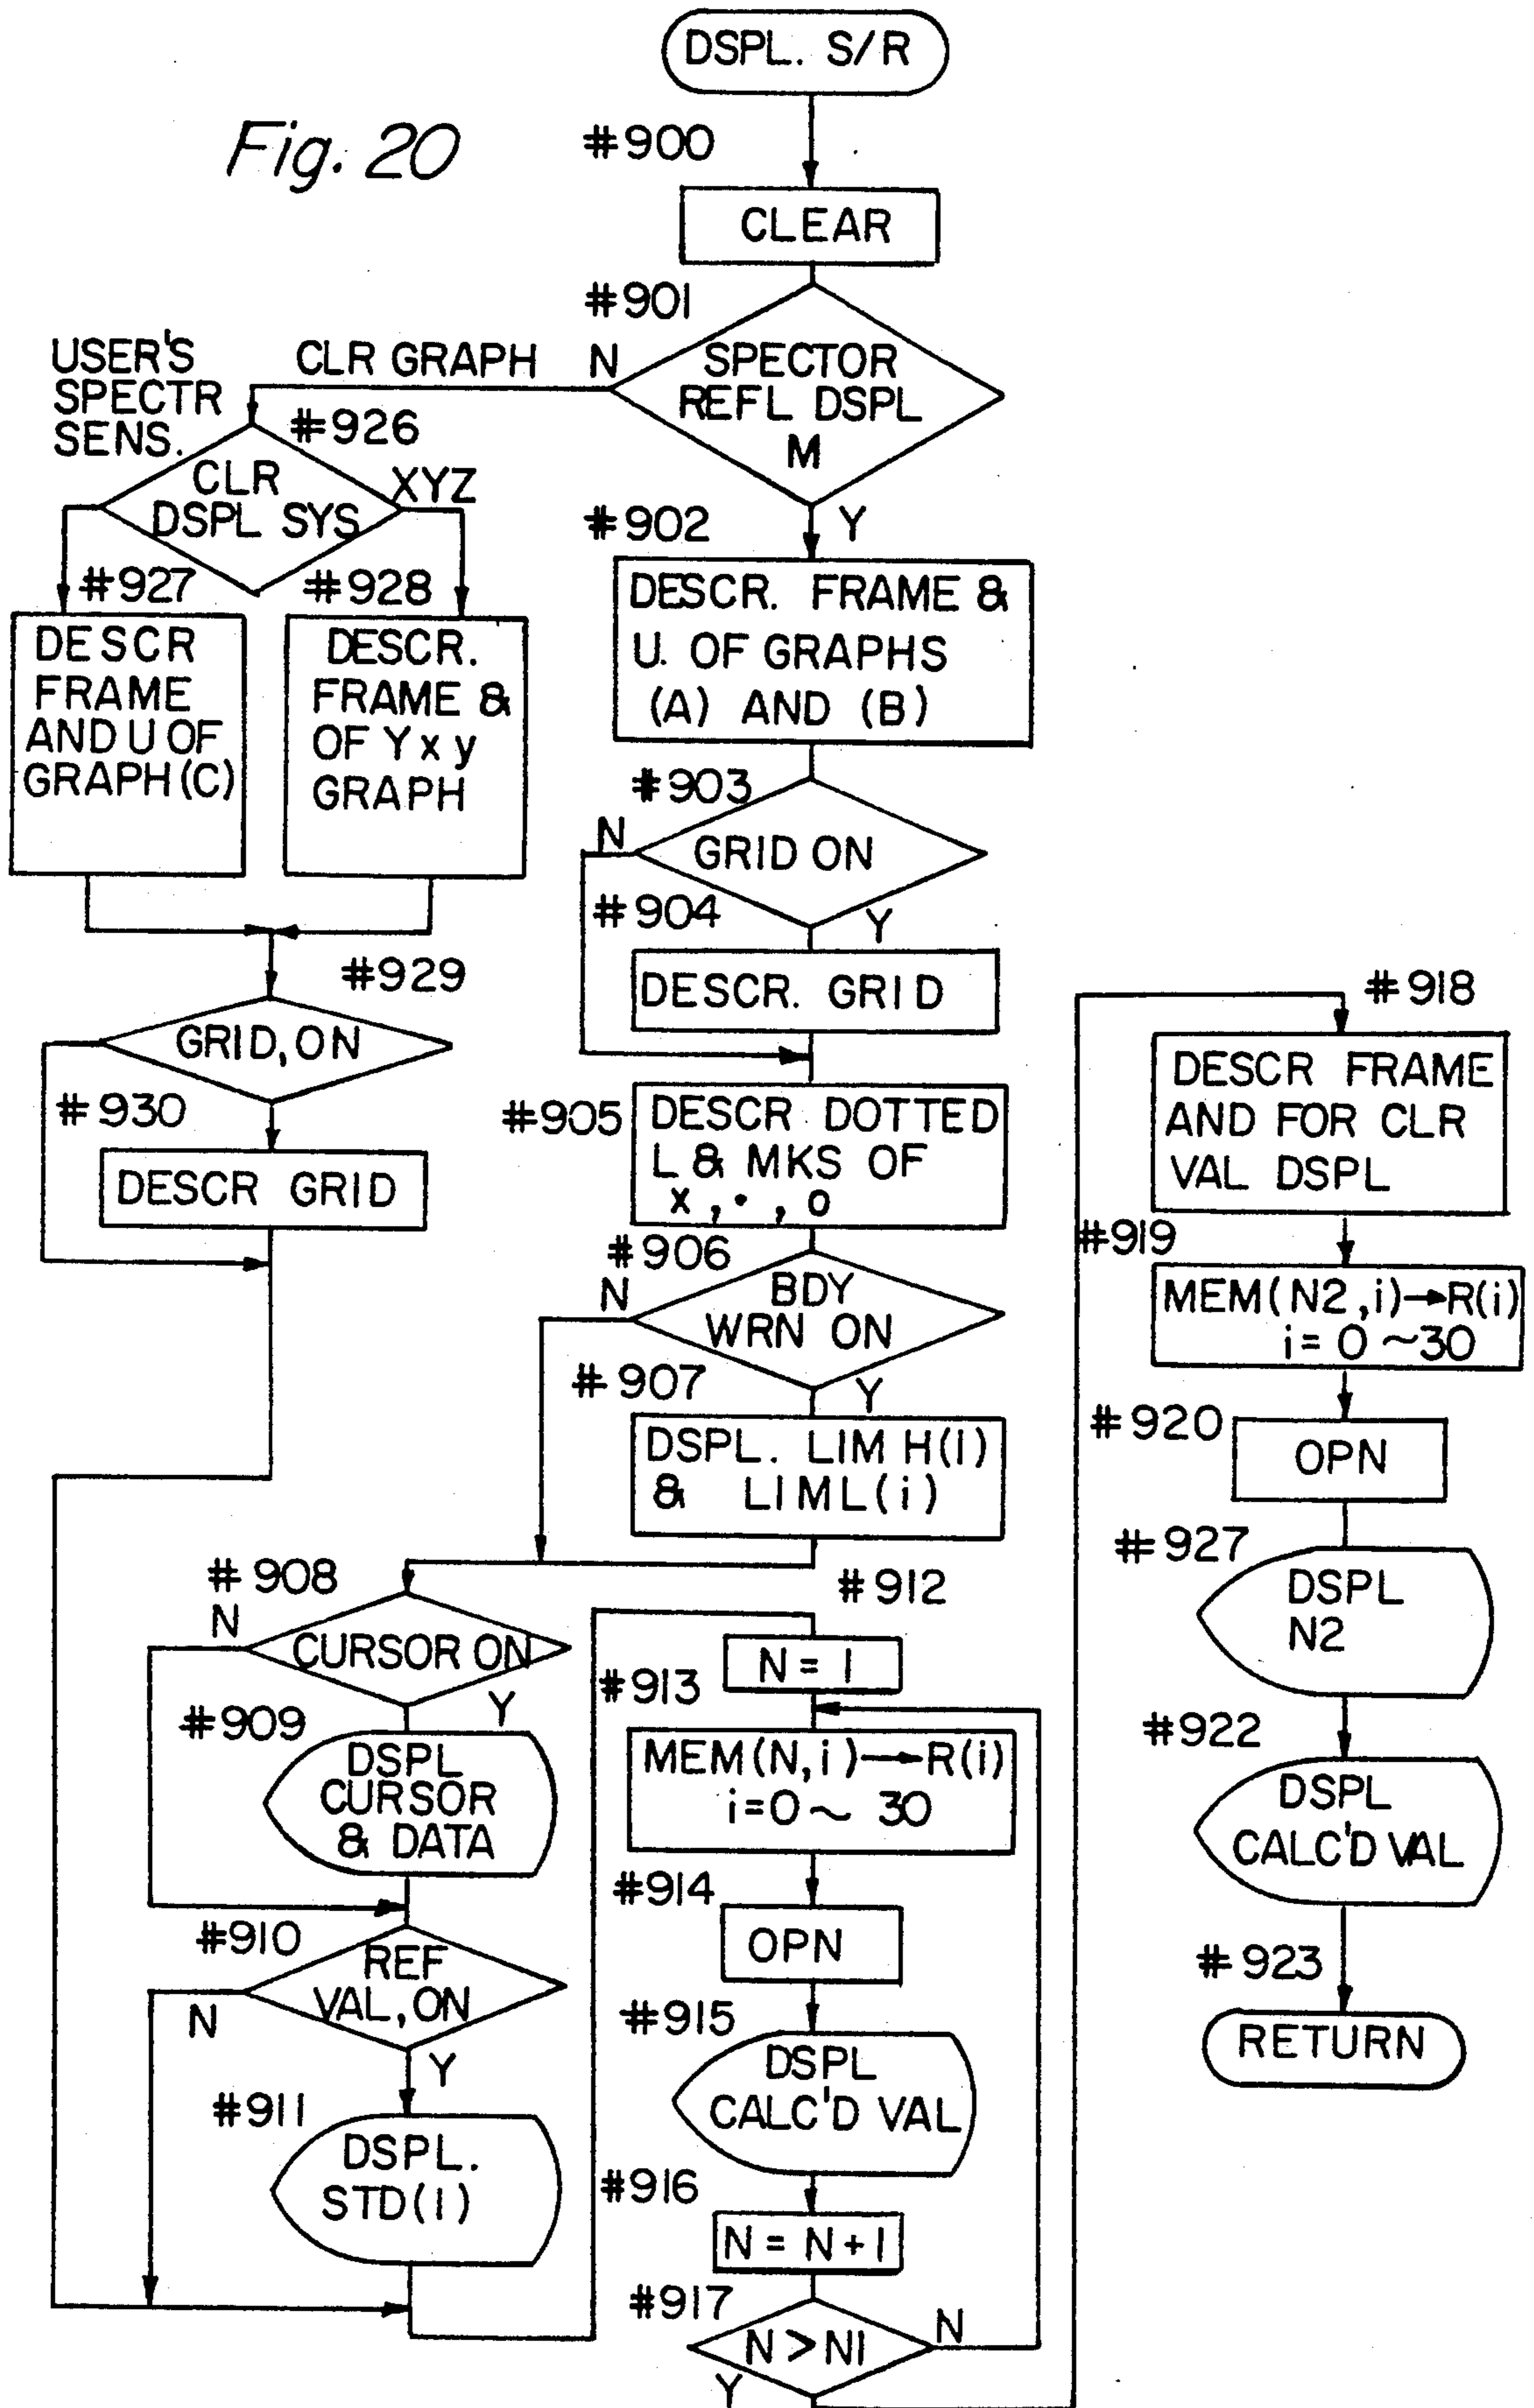 DSPL. S/R
Fig. 20
#900
CLEAR
#901
SPECTOR
REFL DSPL
M
N
CLR GRAPH
Y
USER'S
SPECTR
SENS.
#926
CLR
DSPL SYS
XYZ
#927
DESCR
FRAME
AND U OF
GRAPH (C)
#928
DESCR.
FRAME &
OF Y x y
GRAPH
#929
GRID, ON
#930
DESCR GRID
#902
DESCR. FRAME &
U. OF GRAPHS
(A) AND (B)
#903
N
GRID ON
Y
#904
DESCR. GRID
#905
DESCR DOTTED
L & MKS OF
x , • , o
#906
N
BDY
WRN ON
Y
#907
DSPL. LIM H(I)
& LIML(i)
#908
N
CURSOR ON
Y
#909
DSPL
CURSOR
& DATA
#910
REF
VAL, ON
N
Y
#911
DSPL.
STD(I)
#912
N = 1
#913
MEM(N,i)→R(i)
i=0~ 30
#914
OPN
#915
DSPL
CALC'D VAL
#916
N = N+1
#917
N > N1
N
Y
#918
DESCR FRAME
AND FOR CLR
VAL DSPL
#919
MEM(N2,i)→R(i)
i= 0 ~30
#920
OPN
#927
DSPL
N2
#922
DSPL
CALC'D VAL
#923
RETURN